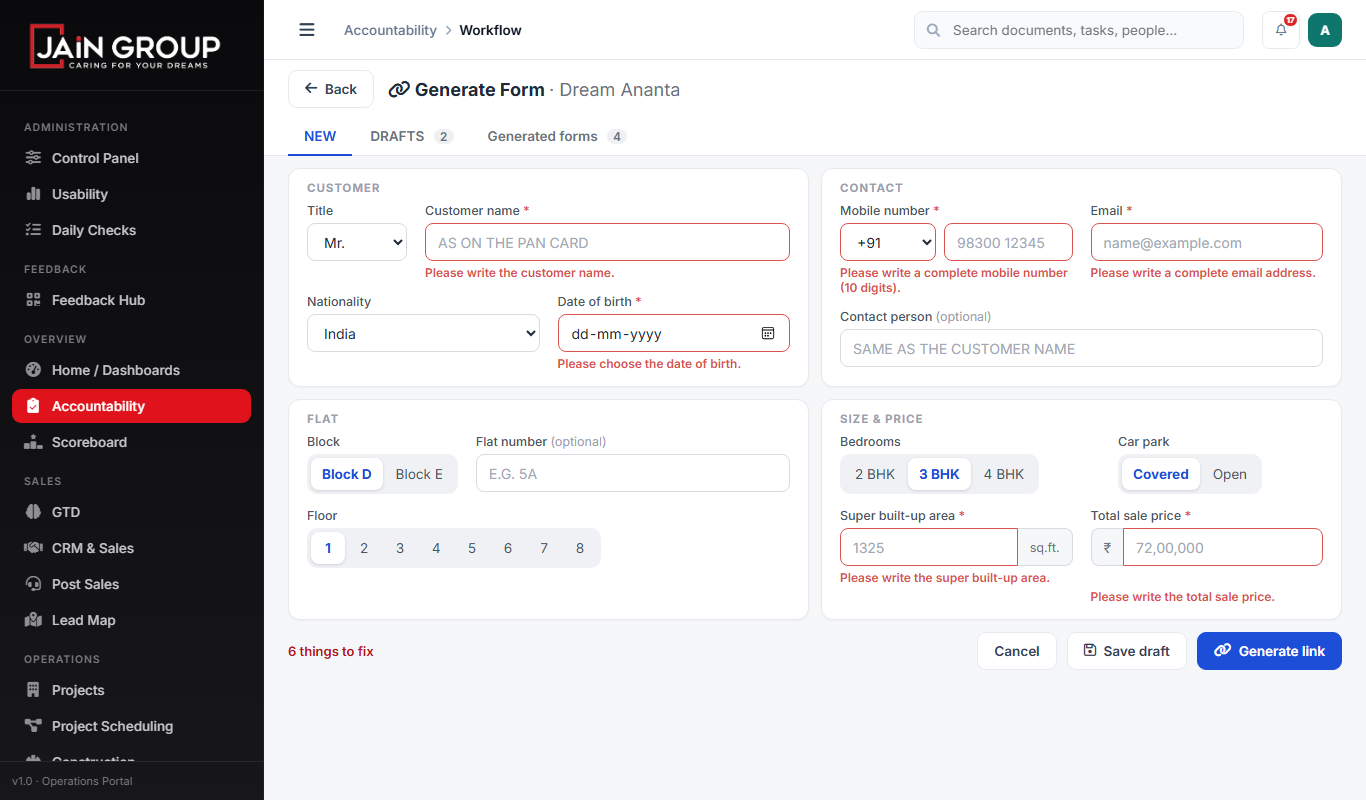 JAiN GROUP
CARING FOR YOUR DREAMS
ADMINISTRATION
Control Panel
Usability
Daily Checks
FEEDBACK
Feedback Hub
OVERVIEW
Home / Dashboards
Accountability
Scoreboard
SALES
GTD
CRM & Sales
Post Sales
Lead Map
OPERATIONS
Projects
Project Scheduling
Construction
v1.0 · Operations Portal
Accountability > Workflow
Search documents, tasks, people...
17
A
Back
Generate Form · Dream Ananta
NEW
DRAFTS 2
Generated forms 4
CUSTOMER
Title
Customer name *
Mr.
AS ON THE PAN CARD
Please write the customer name.
Nationality
Date of birth *
India
dd-mm-yyyy
Please choose the date of birth.
CONTACT
Mobile number *
Email *
+91
98300 12345
name@example.com
Please write a complete mobile number
(10 digits).
Please write a complete email address.
Contact person (optional)
SAME AS THE CUSTOMER NAME
FLAT
Block
Flat number (optional)
Block D
Block E
E.G. 5A
Floor
1 2 3 4 5 6 7 8
SIZE & PRICE
Bedrooms
Car park
2 BHK 3 BHK 4 BHK
Covered Open
Super built-up area *
Total sale price *
1325 sq.ft.
₹ 72,00,000
Please write the super built-up area.
Please write the total sale price.
6 things to fix
Cancel
Save draft
Generate link